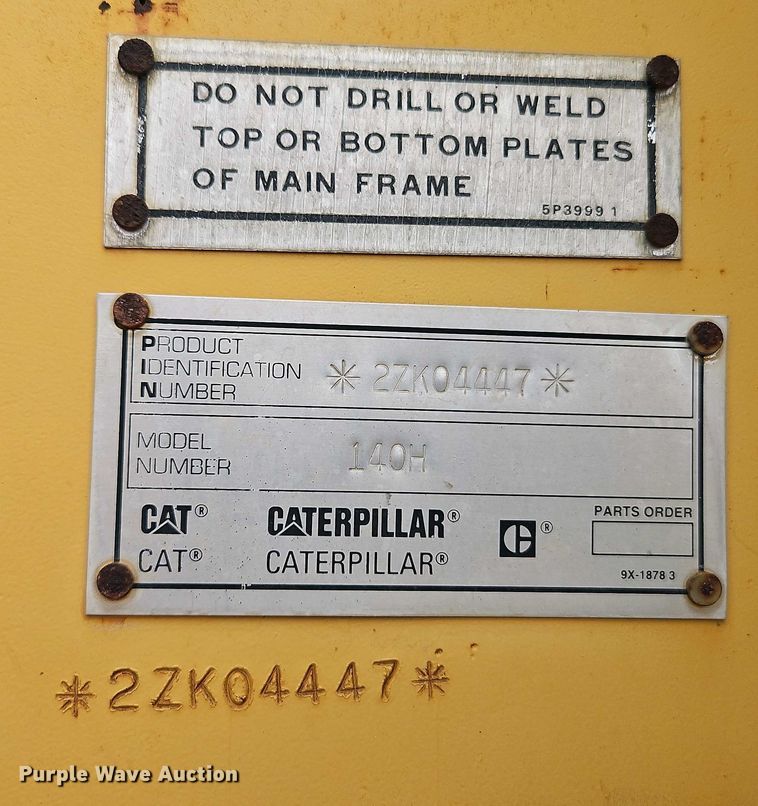 DO NOT DRILL OR WELD
TOP OR BOTTOM PLATES
OF MAIN FRAME
5P3999 1
PRODUCT
IDENTIFICATION
NUMBER
*2ZK04447*
MODEL
NUMBER
140H
CAT® CATERPILLAR® ®
CAT® CATERPILLAR®
PARTS ORDER
9X-1878 3
*2ZK04447*
Purple Wave Auction